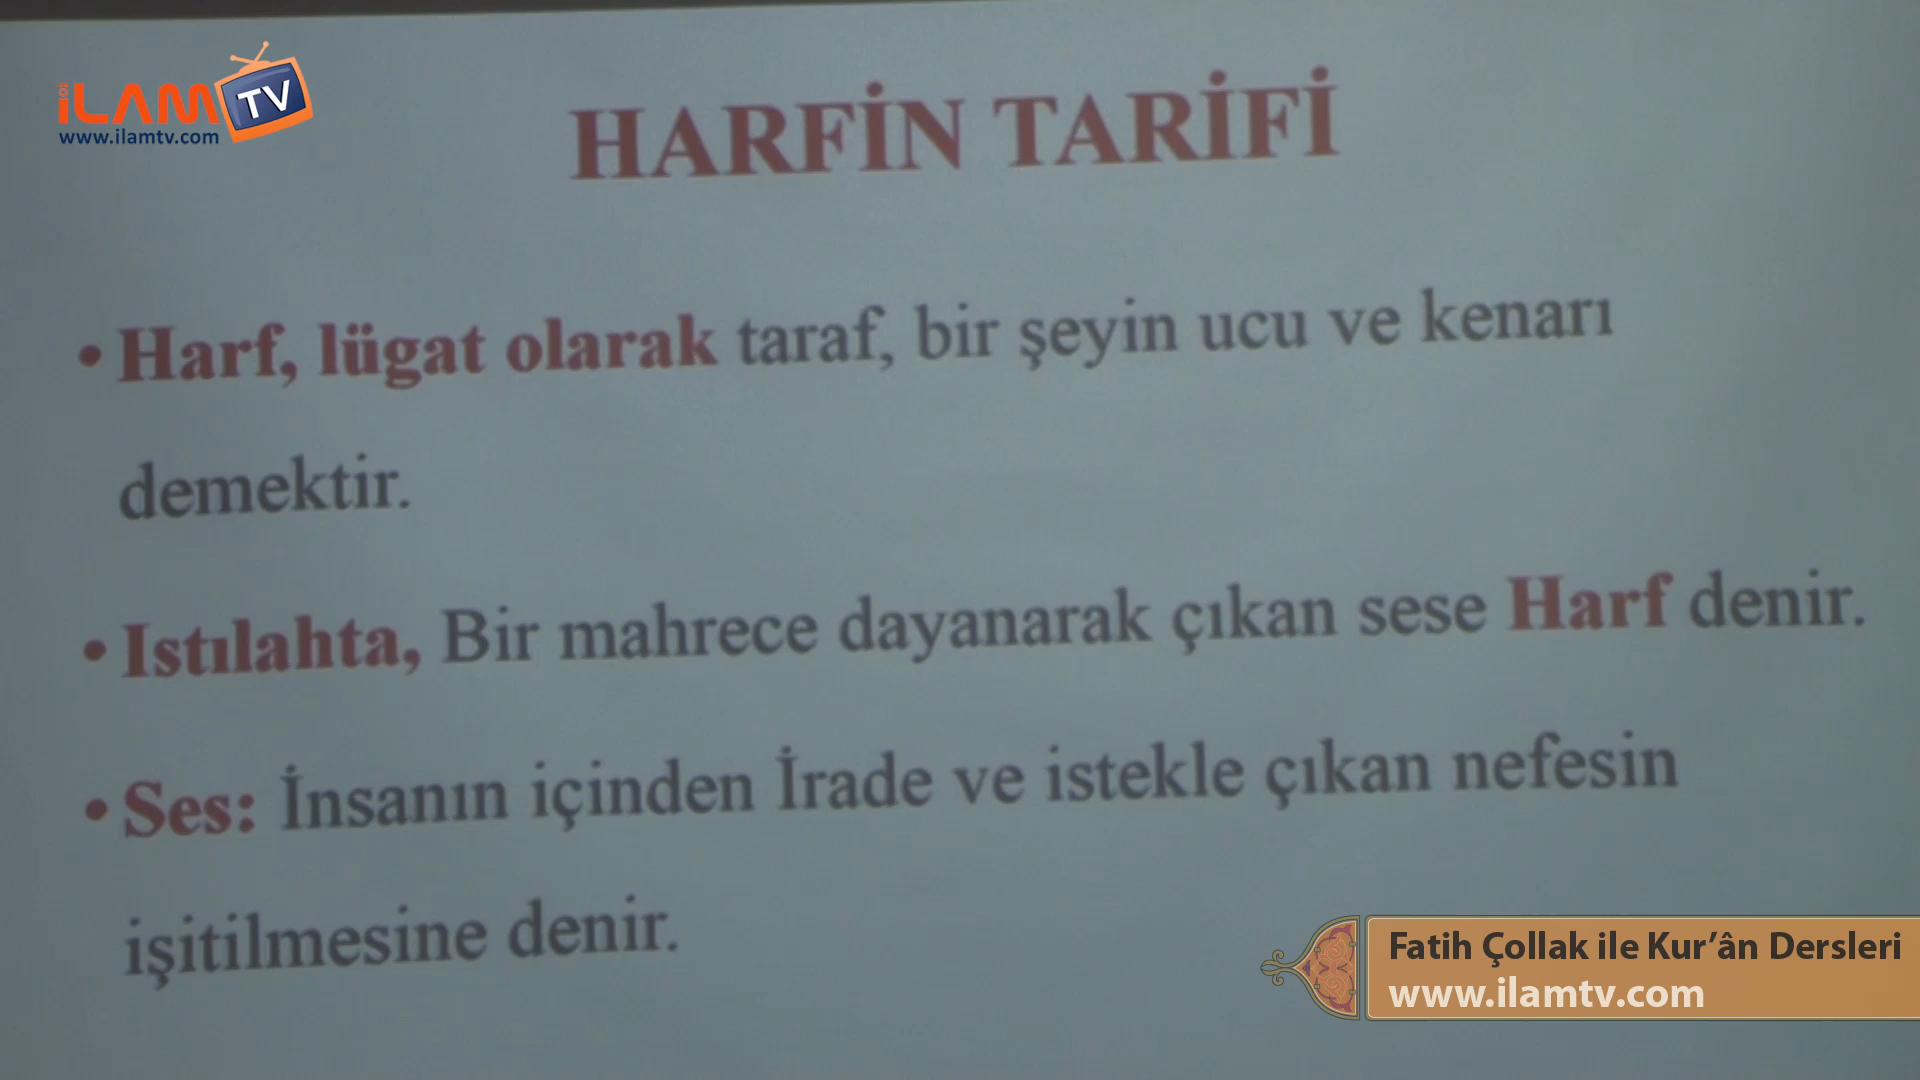 iLAM TV
www.ilamtv.com
HARFİN TARİFİ
• Harf, lügat olarak taraf, bir şeyin ucu ve kenarı
demektir.
• Istılahta, Bir mahrece dayanarak çıkan sese Harf denir.
• Ses: İnsanın içinden İrade ve istekle çıkan nefesin
işitilmesine denir.
Fatih Çollak ile Kur’ân Dersleri
www.ilamtv.com